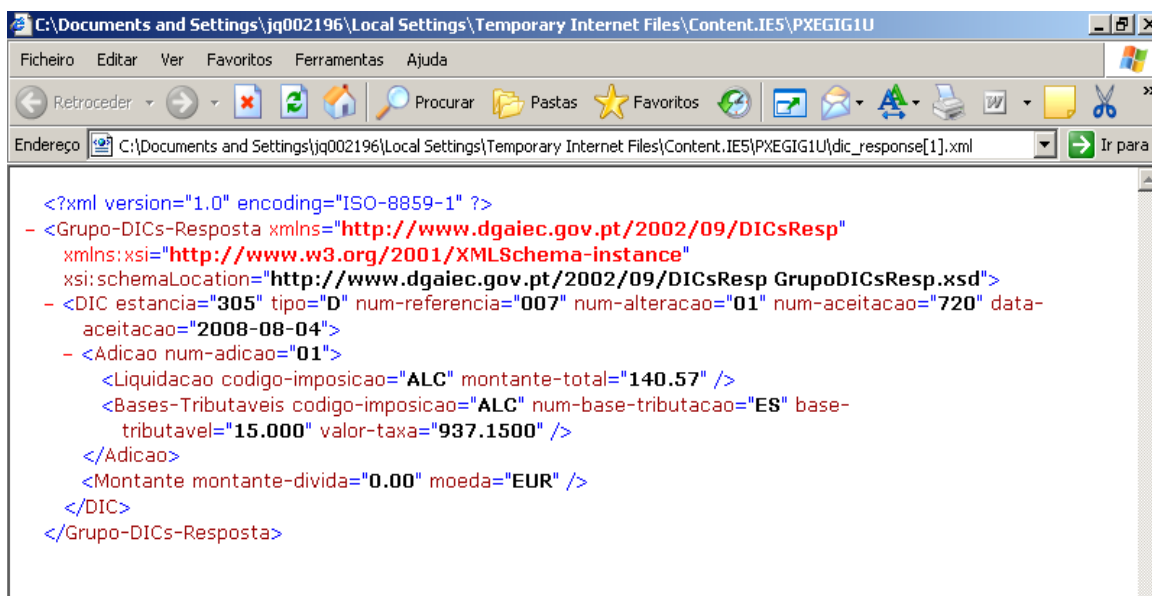 C:\Documents and Settings\jq002196\Local Settings\Temporary Internet Files\Content.IE5\PXEGIG1U
Ficheiro Editar Ver Favoritos Ferramentas Ajuda
Retroceder Procurar Pastas Favoritos
Endereço C:\Documents and Settings\jq002196\Local Settings\Temporary Internet Files\Content.IE5\PXEGIG1U\dic_response[1].xml Ir para
<?xml version="1.0" encoding="ISO-8859-1" ?>
- <Grupo-DICs-Resposta xmlns="http://www.dgaiec.gov.pt/2002/09/DICsResp"
xmlns:xsi="http://www.w3.org/2001/XMLSchema-instance"
xsi:schemaLocation="http://www.dgaiec.gov.pt/2002/09/DICsResp GrupoDICsResp.xsd">
- <DIC estancia="305" tipo="D" num-referencia="007" num-alteracao="01" num-aceitacao="720" data-
aceitacao="2008-08-04">
- <Adicao num-adicao="01">
<Liquidacao codigo-imposicao="ALC" montante-total="140.57" />
<Bases-Tributaveis codigo-imposicao="ALC" num-base-tributacao="ES" base-
tributavel="15.000" valor-taxa="937.1500" />
</Adicao>
<Montante montante-divida="0.00" moeda="EUR" />
</DIC>
</Grupo-DICs-Resposta>